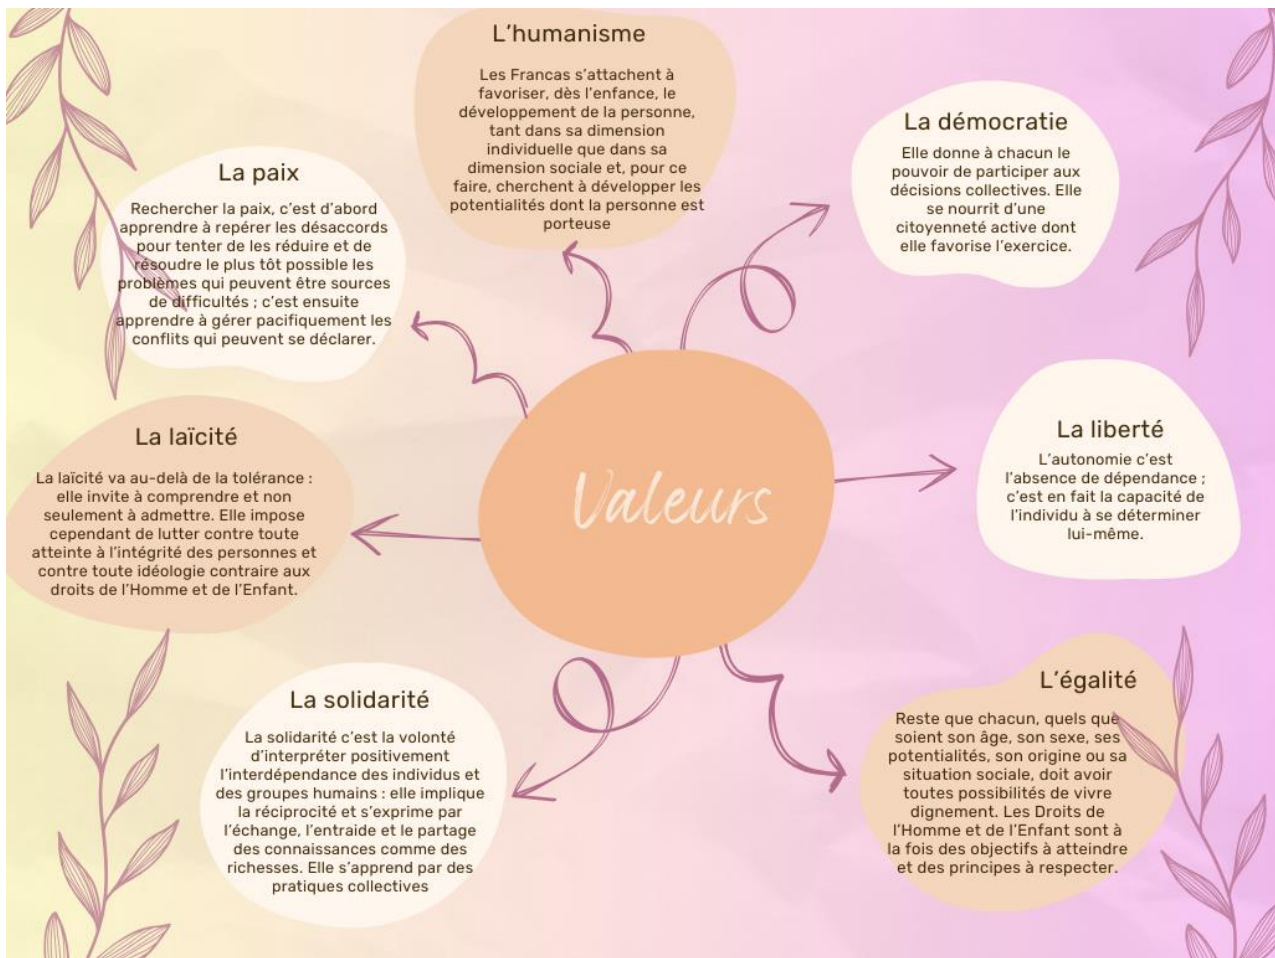 L'humanisme
Les Francas s'attachent à
favoriser, dès l'enfance, le
développement de la personne,
tant dans sa dimension
individuelle que dans sa
dimension sociale et, pour ce
faire, cherchent à développer les
potentialités dont la personne est
porteuse
La démocratie
Elle donne à chacun le
pouvoir de participer aux
décisions collectives. Elle
se nourrit d'une
citoyenneté active dont
elle favorise l'exercice.
La paix
Rechercher la paix, c'est d'abord
apprendre à repérer les désaccords
pour tenter de les réduire et de
résoudre le plus tôt possible les
problèmes qui peuvent être sources
de difficultés ; c'est ensuite
apprendre à gérer pacifiquement les
conflits qui peuvent se déclarer.
La laïcité
La laïcité va au-delà de la tolérance :
elle invite à comprendre et non
seulement à admettre. Elle impose
cependant de lutter contre toute
atteinte à l'intégrité des personnes et
contre toute idéologie contraire aux
droits de l'Homme et de l'Enfant.
Valeurs
La liberté
L'autonomie c'est
l'absence de dépendance ;
c'est en fait la capacité de
l'individu à se déterminer
lui-même.
La solidarité
La solidarité c'est la volonté
d'interpréter positivement
l'interdépendance des individus et
des groupes humains : elle implique
la réciprocité et s'exprime par
l'échange, l'entraide et le partage
des connaissances comme des
richesses. Elle s'apprend par des
pratiques collectives
L'égalité
Reste que chacun, quels que
soient son âge, son sexe, ses
potentialités, son origine ou sa
situation sociale, doit avoir
toutes possibilités de vivre
dignement. Les Droits de
l'Homme et de l'Enfant sont à
la fois des objectifs à atteindre
et des principes à respecter.